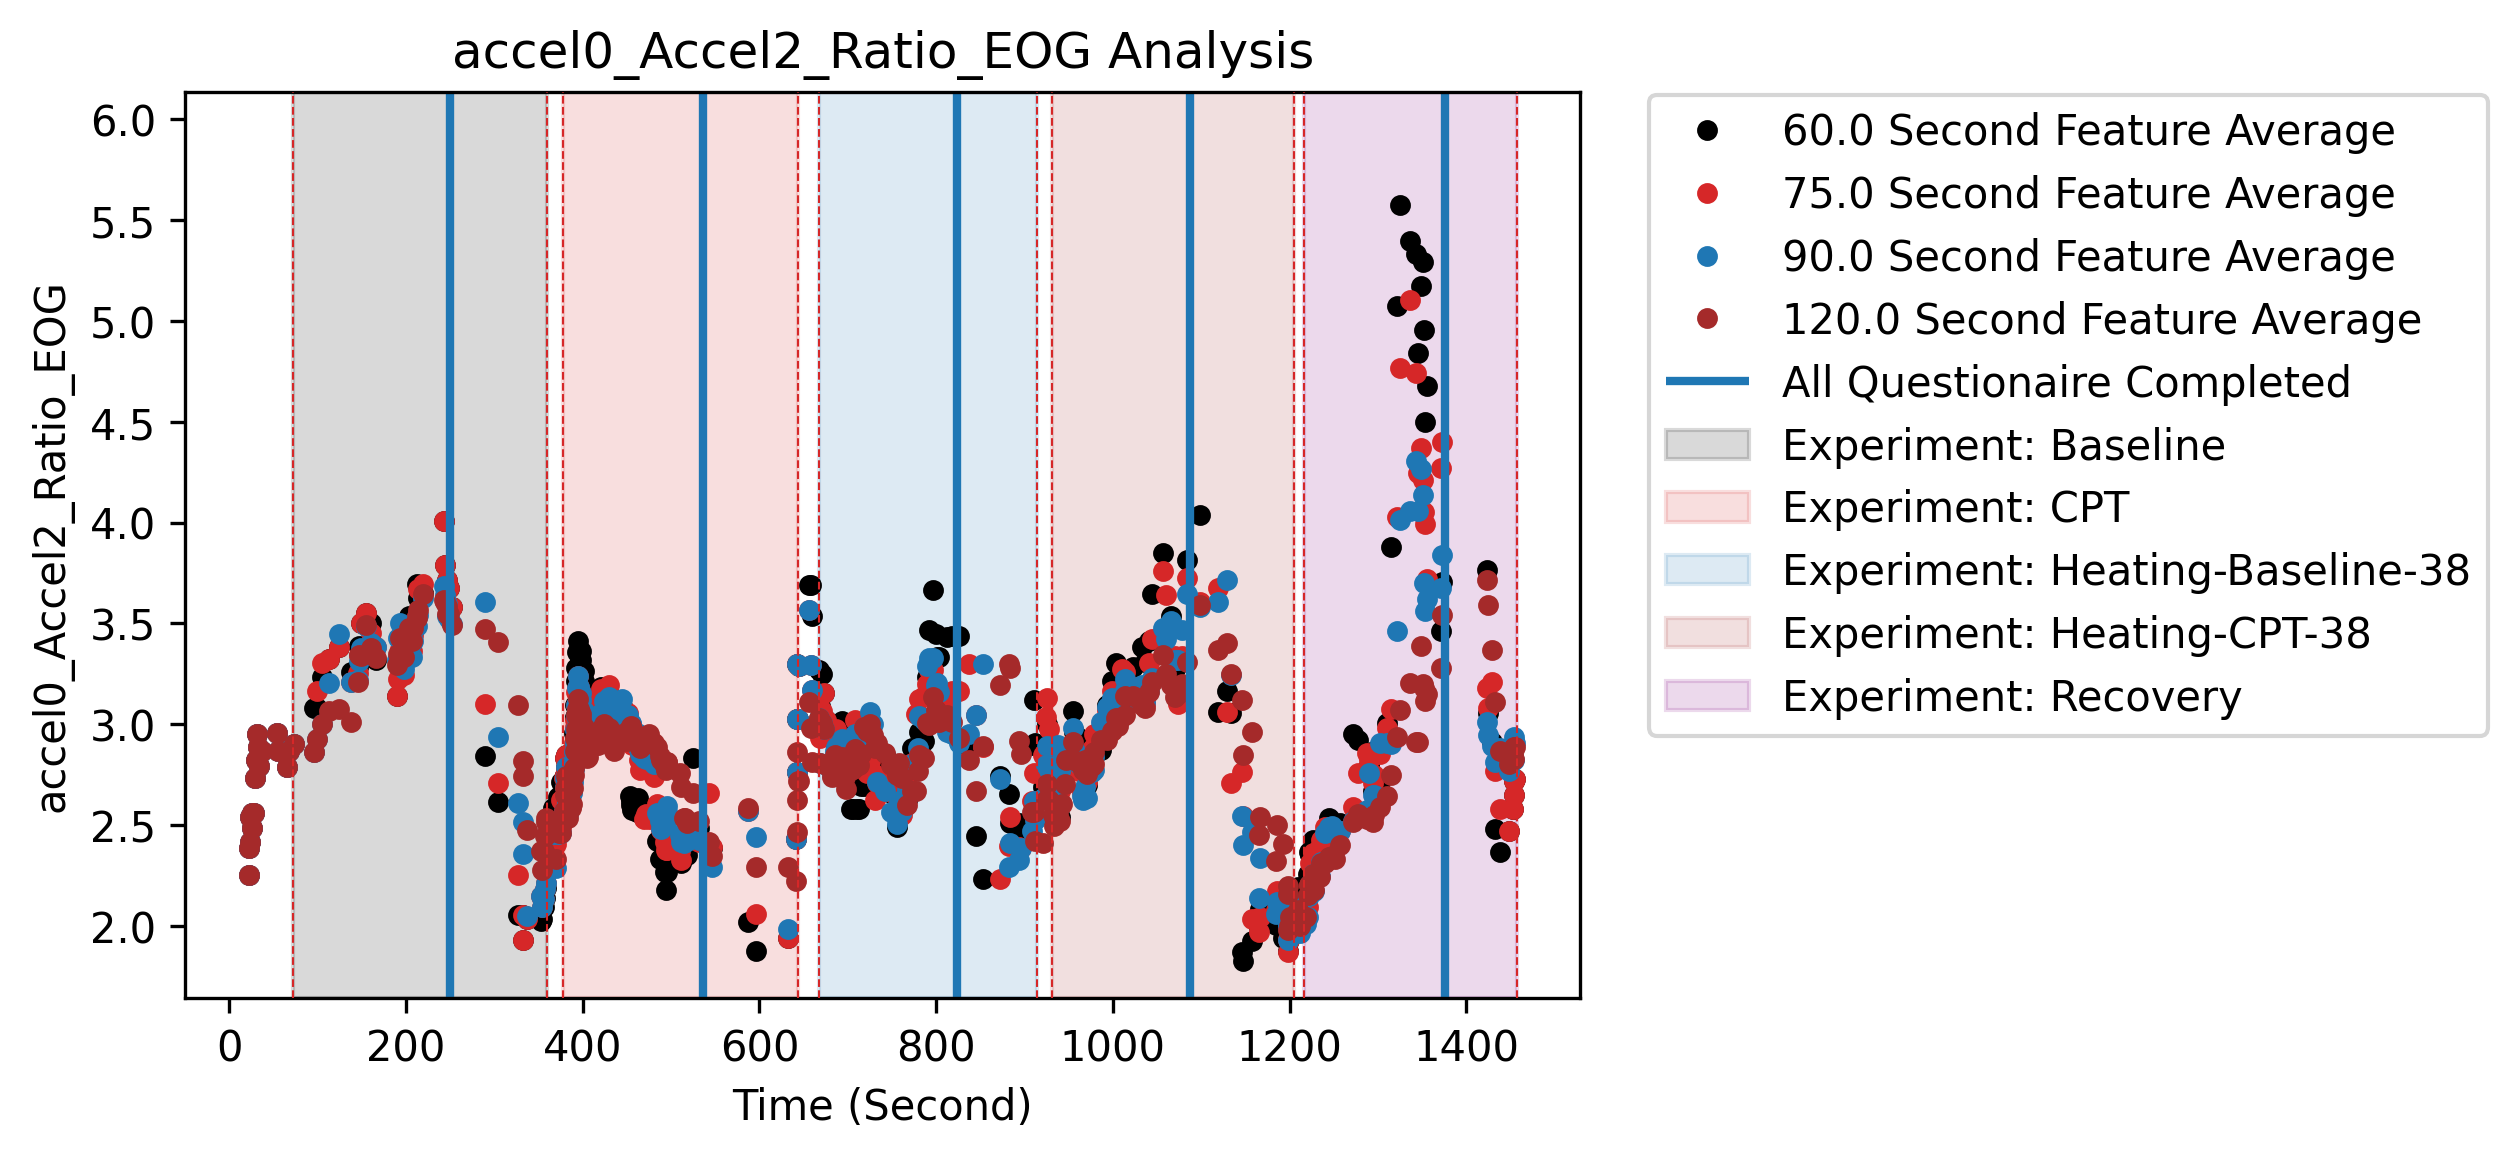 accel0_Accel2_Ratio_EOG Analysis
accel0_Accel2_Ratio_EOG
6.0
5.5
5.0
4.5
4.0
3.5
3.0
2.5
2.0
0 200 400 600 800 1000 1200 1400
Time (Second)
60.0 Second Feature Average
75.0 Second Feature Average
90.0 Second Feature Average
120.0 Second Feature Average
All Questionaire Completed
Experiment: Baseline
Experiment: CPT
Experiment: Heating-Baseline-38
Experiment: Heating-CPT-38
Experiment: Recovery